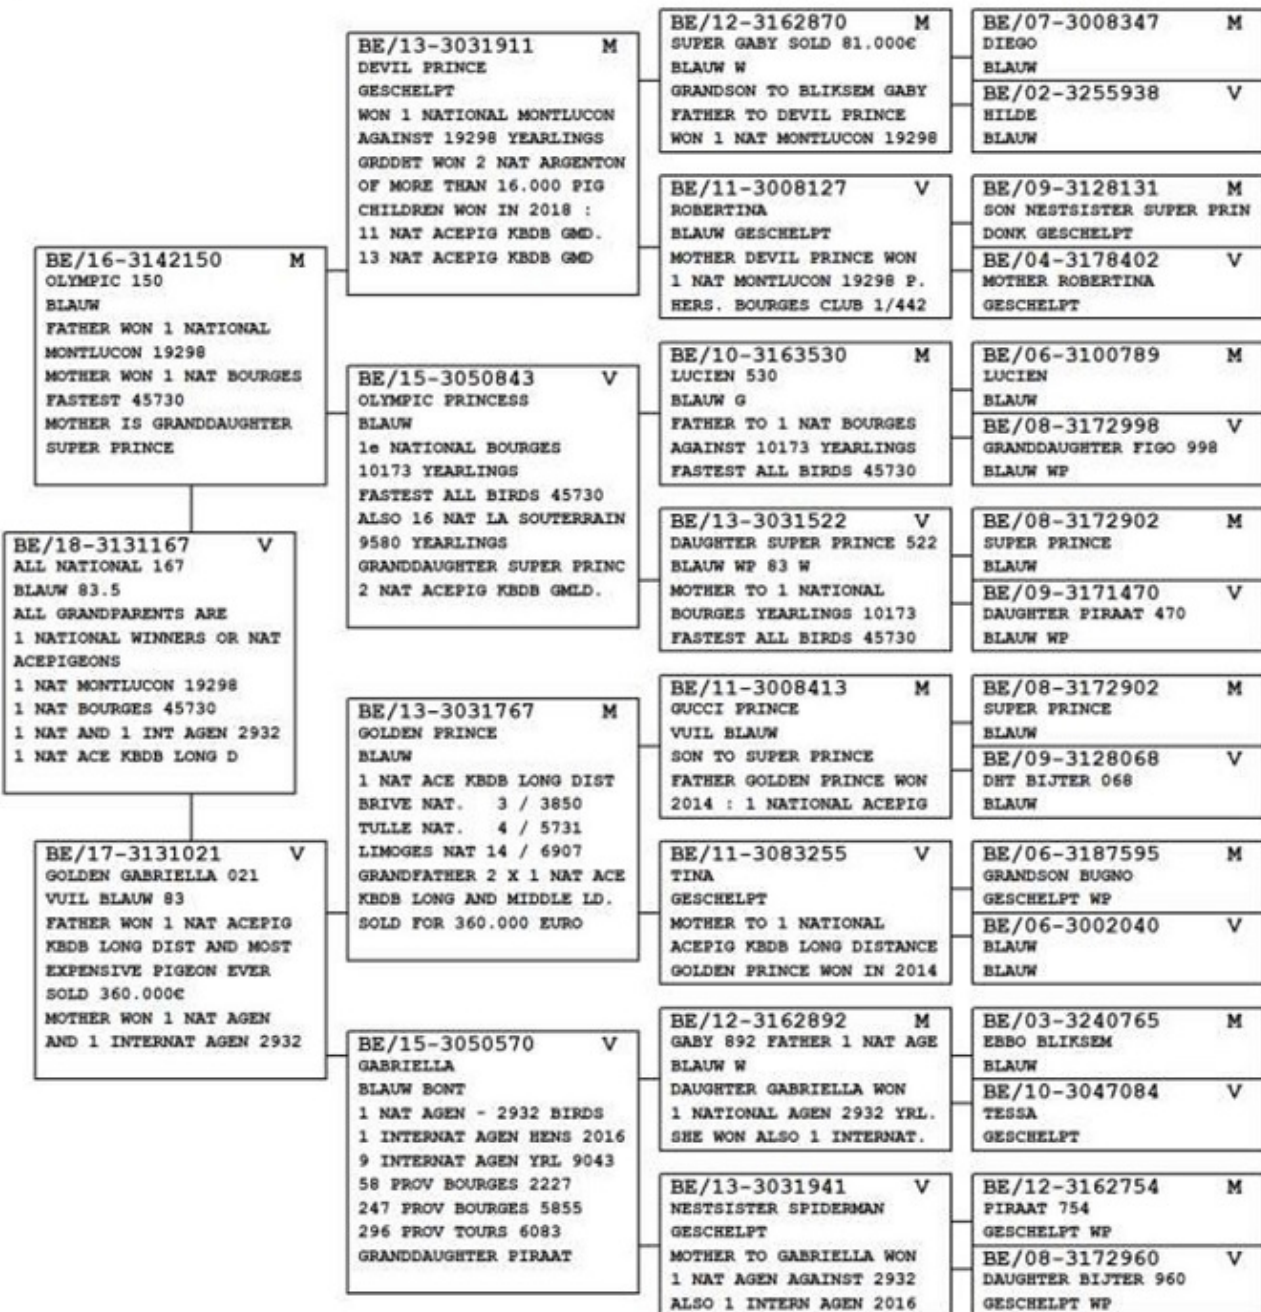 BE/18-3131167 V
ALL NATIONAL 167
BLAUW 83.5
ALL GRANDPARENTS ARE
1 NATIONAL WINNERS OR NAT
ACEPIGEONS
1 NAT MONTLUCON 19298
1 NAT BOURGES 45730
1 NAT AND 1 INT AGEN 2932
1 NAT ACE KBDB LONG D
BE/16-3142150 M
OLYMPIC 150
BLAUW
FATHER WON 1 NATIONAL
MONTLUCON 19298
MOTHER WON 1 NAT BOURGES
FASTEST 45730
MOTHER IS GRANDDAUGHTER
SUPER PRINCE
BE/17-3131021 V
GOLDEN GABRIELLA 021
VUIL BLAUW 83
FATHER WON 1 NAT ACEPIG
KBDB LONG DIST AND MOST
EXPENSIVE PIGEON EVER
SOLD 360.000€
MOTHER WON 1 NAT AGEN
AND 1 INTERNAT AGEN 2932
BE/13-3031911 M
DEVIL PRINCE
GESCHELPT
WON 1 NATIONAL MONTLUCON
AGAINST 19298 YEARLINGS
GRDDHT WON 2 NAT ARGENTON
OF MORE THAN 16.000 PIG
CHILDREN WON IN 2018 :
11 NAT ACEPIG KBDB GMD.
13 NAT ACEPIG KBDB GMD
BE/15-3050843 V
OLYMPIC PRINCESS
BLAUW
1e NATIONAL BOURGES
10173 YEARLINGS
FASTEST ALL BIRDS 45730
ALSO 16 NAT LA SOUTERRAIN
9580 YEARLINGS
GRANDDAUGHTER SUPER PRINC
2 NAT ACEPIG KBDB GMLD.
BE/13-3031767 M
GOLDEN PRINCE
BLAUW
1 NAT ACE KBDB LONG DIST
BRIVE NAT. 3 / 3850
TULLE NAT. 4 / 5731
LIMOGES NAT 14 / 6907
GRANDFATHER 2 X 1 NAT ACE
KBDB LONG AND MIDDLE LD.
SOLD FOR 360.000 EURO
BE/15-3050570 V
GABRIELLA
BLAUW BONT
1 NAT AGEN - 2932 BIRDS
1 INTERNAT AGEN HENS 2016
9 INTERNAT AGEN YRL 9043
58 PROV BOURGES 2227
247 PROV BOURGES 5855
296 PROV TOURS 6083
GRANDDAUGHTER PIRAAT
BE/12-3162870 M
SUPER GABY SOLD 81.000€
BLAUW W
GRANDSON TO BLIKSEM GABY
FATHER TO DEVIL PRINCE
WON 1 NAT MONTLUCON 19298
BE/11-3008127 V
ROBERTINA
BLAUW GESCHELPT
MOTHER DEVIL PRINCE WON
1 NAT MONTLUCON 19298 P.
HERS. BOURGES CLUB 1/442
BE/10-3163530 M
LUCIEN 530
BLAUW G
FATHER TO 1 NAT BOURGES
AGAINST 10173 YEARLINGS
FASTEST ALL BIRDS 45730
BE/13-3031522 V
DAUGHTER SUPER PRINCE 522
BLAUW WP 83 W
MOTHER TO 1 NATIONAL
BOURGES YEARLINGS 10173
FASTEST ALL BIRDS 45730
BE/11-3008413 M
GUCCI PRINCE
VUIL BLAUW
SON TO SUPER PRINCE
FATHER GOLDEN PRINCE WON
2014 : 1 NATIONAL ACEPIG
BE/11-3083255 V
TINA
GESCHELPT
MOTHER TO 1 NATIONAL
ACEPIG KBDB LONG DISTANCE
GOLDEN PRINCE WON IN 2014
BE/12-3162892 M
GABY 892 FATHER 1 NAT AGE
BLAUW W
DAUGHTER GABRIELLA WON
1 NATIONAL AGEN 2932 YRL.
SHE WON ALSO 1 INTERNAT.
BE/13-3031941 V
NESTSISTER SPIDERMAN
GESCHELPT
MOTHER TO GABRIELLA WON
1 NAT AGEN AGAINST 2932
ALSO 1 INTERN AGEN 2016
BE/07-3008347 M
DIEGO
BLAUW
BE/02-3255938 V
HILDE
BLAUW
BE/09-3128131 M
SON NESTSISTER SUPER PRIN
DONK GESCHELPT
BE/04-3178402 V
MOTHER ROBERTINA
GESCHELPT
BE/06-3100789 M
LUCIEN
BLAUW
BE/08-3172998 V
GRANDDAUGHTER FIGO 998
BLAUW WP
BE/08-3172902 M
SUPER PRINCE
BLAUW
BE/09-3171470 V
DAUGHTER PIRAAT 470
BLAUW WP
BE/08-3172902 M
SUPER PRINCE
BLAUW
BE/09-3128068 V
DHT BIJTER 068
BLAUW
BE/06-3187595 M
GRANDSON BUGNO
GESCHELPT WP
BE/06-3002040 V
BLAUW
BLAUW
BE/03-3240765 M
EBBO BLIKSEM
BLAUW
BE/10-3047084 V
TESSA
GESCHELPT
BE/12-3162754 M
PIRAAT 754
GESCHELPT WP
BE/08-3172960 V
DAUGHTER BIJTER 960
GESCHELPT WP